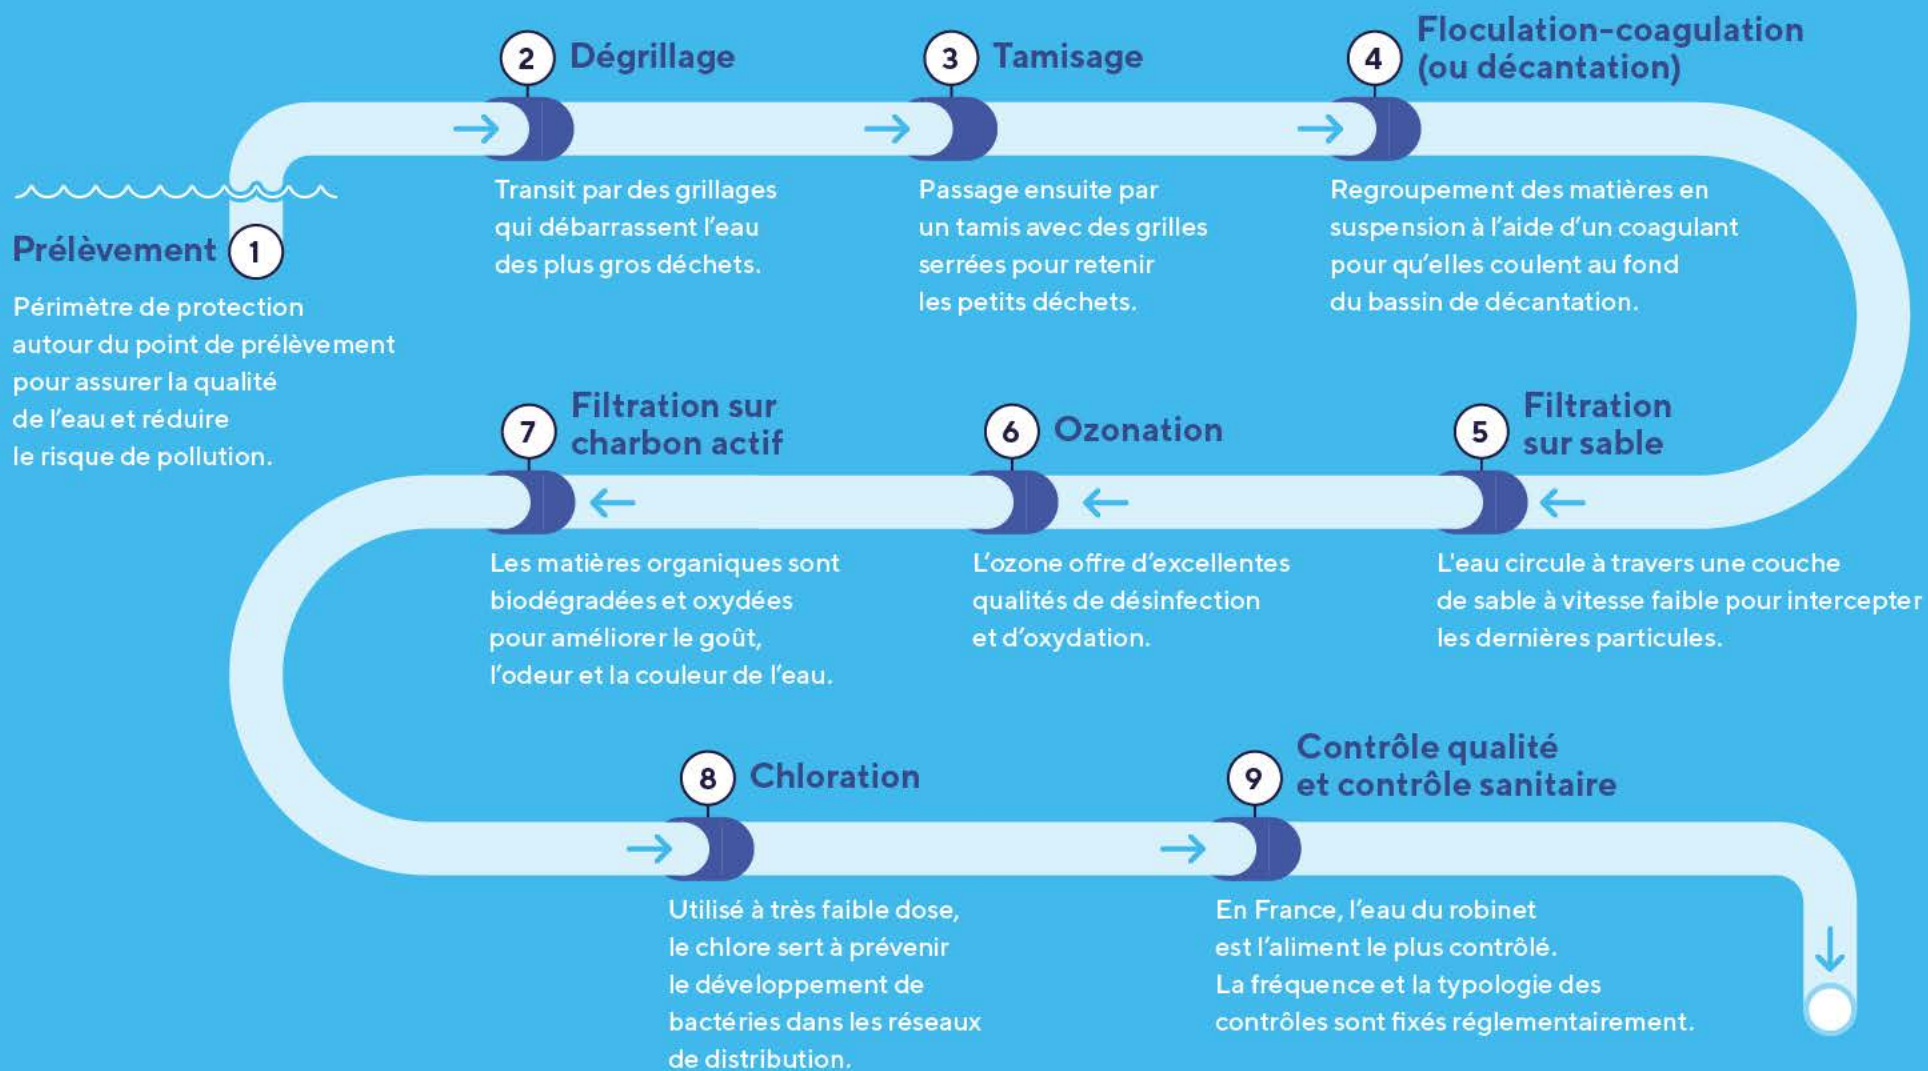 1
Prélèvement
Périmètre de protection
autour du point de prélèvement
pour assurer la qualité
de l'eau et réduire
le risque de pollution.
2
Dégrillage
Transit par des grillages
qui débarrassent l'eau
des plus gros déchets.
3
Tamisage
Passage ensuite par
un tamis avec des grilles
serrées pour retenir
les petits déchets.
4
Floculation-coagulation
(ou décantation)
Regroupement des matières en
suspension à l'aide d'un coagulant
pour qu'elles coulent au fond
du bassin de décantation.
5
Filtration
sur sable
L'eau circule à travers une couche
de sable à vitesse faible pour intercepter
les dernières particules.
6
Ozonation
L'ozone offre d'excellentes
qualités de désinfection
et d'oxydation.
7
Filtration sur
charbon actif
Les matières organiques sont
biodégradées et oxydées
pour améliorer le goût,
l'odeur et la couleur de l'eau.
8
Chloration
Utilisé à très faible dose,
le chlore sert à prévenir
le développement de
bactéries dans les réseaux
de distribution.
9
Contrôle qualité
et contrôle sanitaire
En France, l'eau du robinet
est l'aliment le plus contrôlé.
La fréquence et la typologie des
contrôles sont fixés réglementairement.